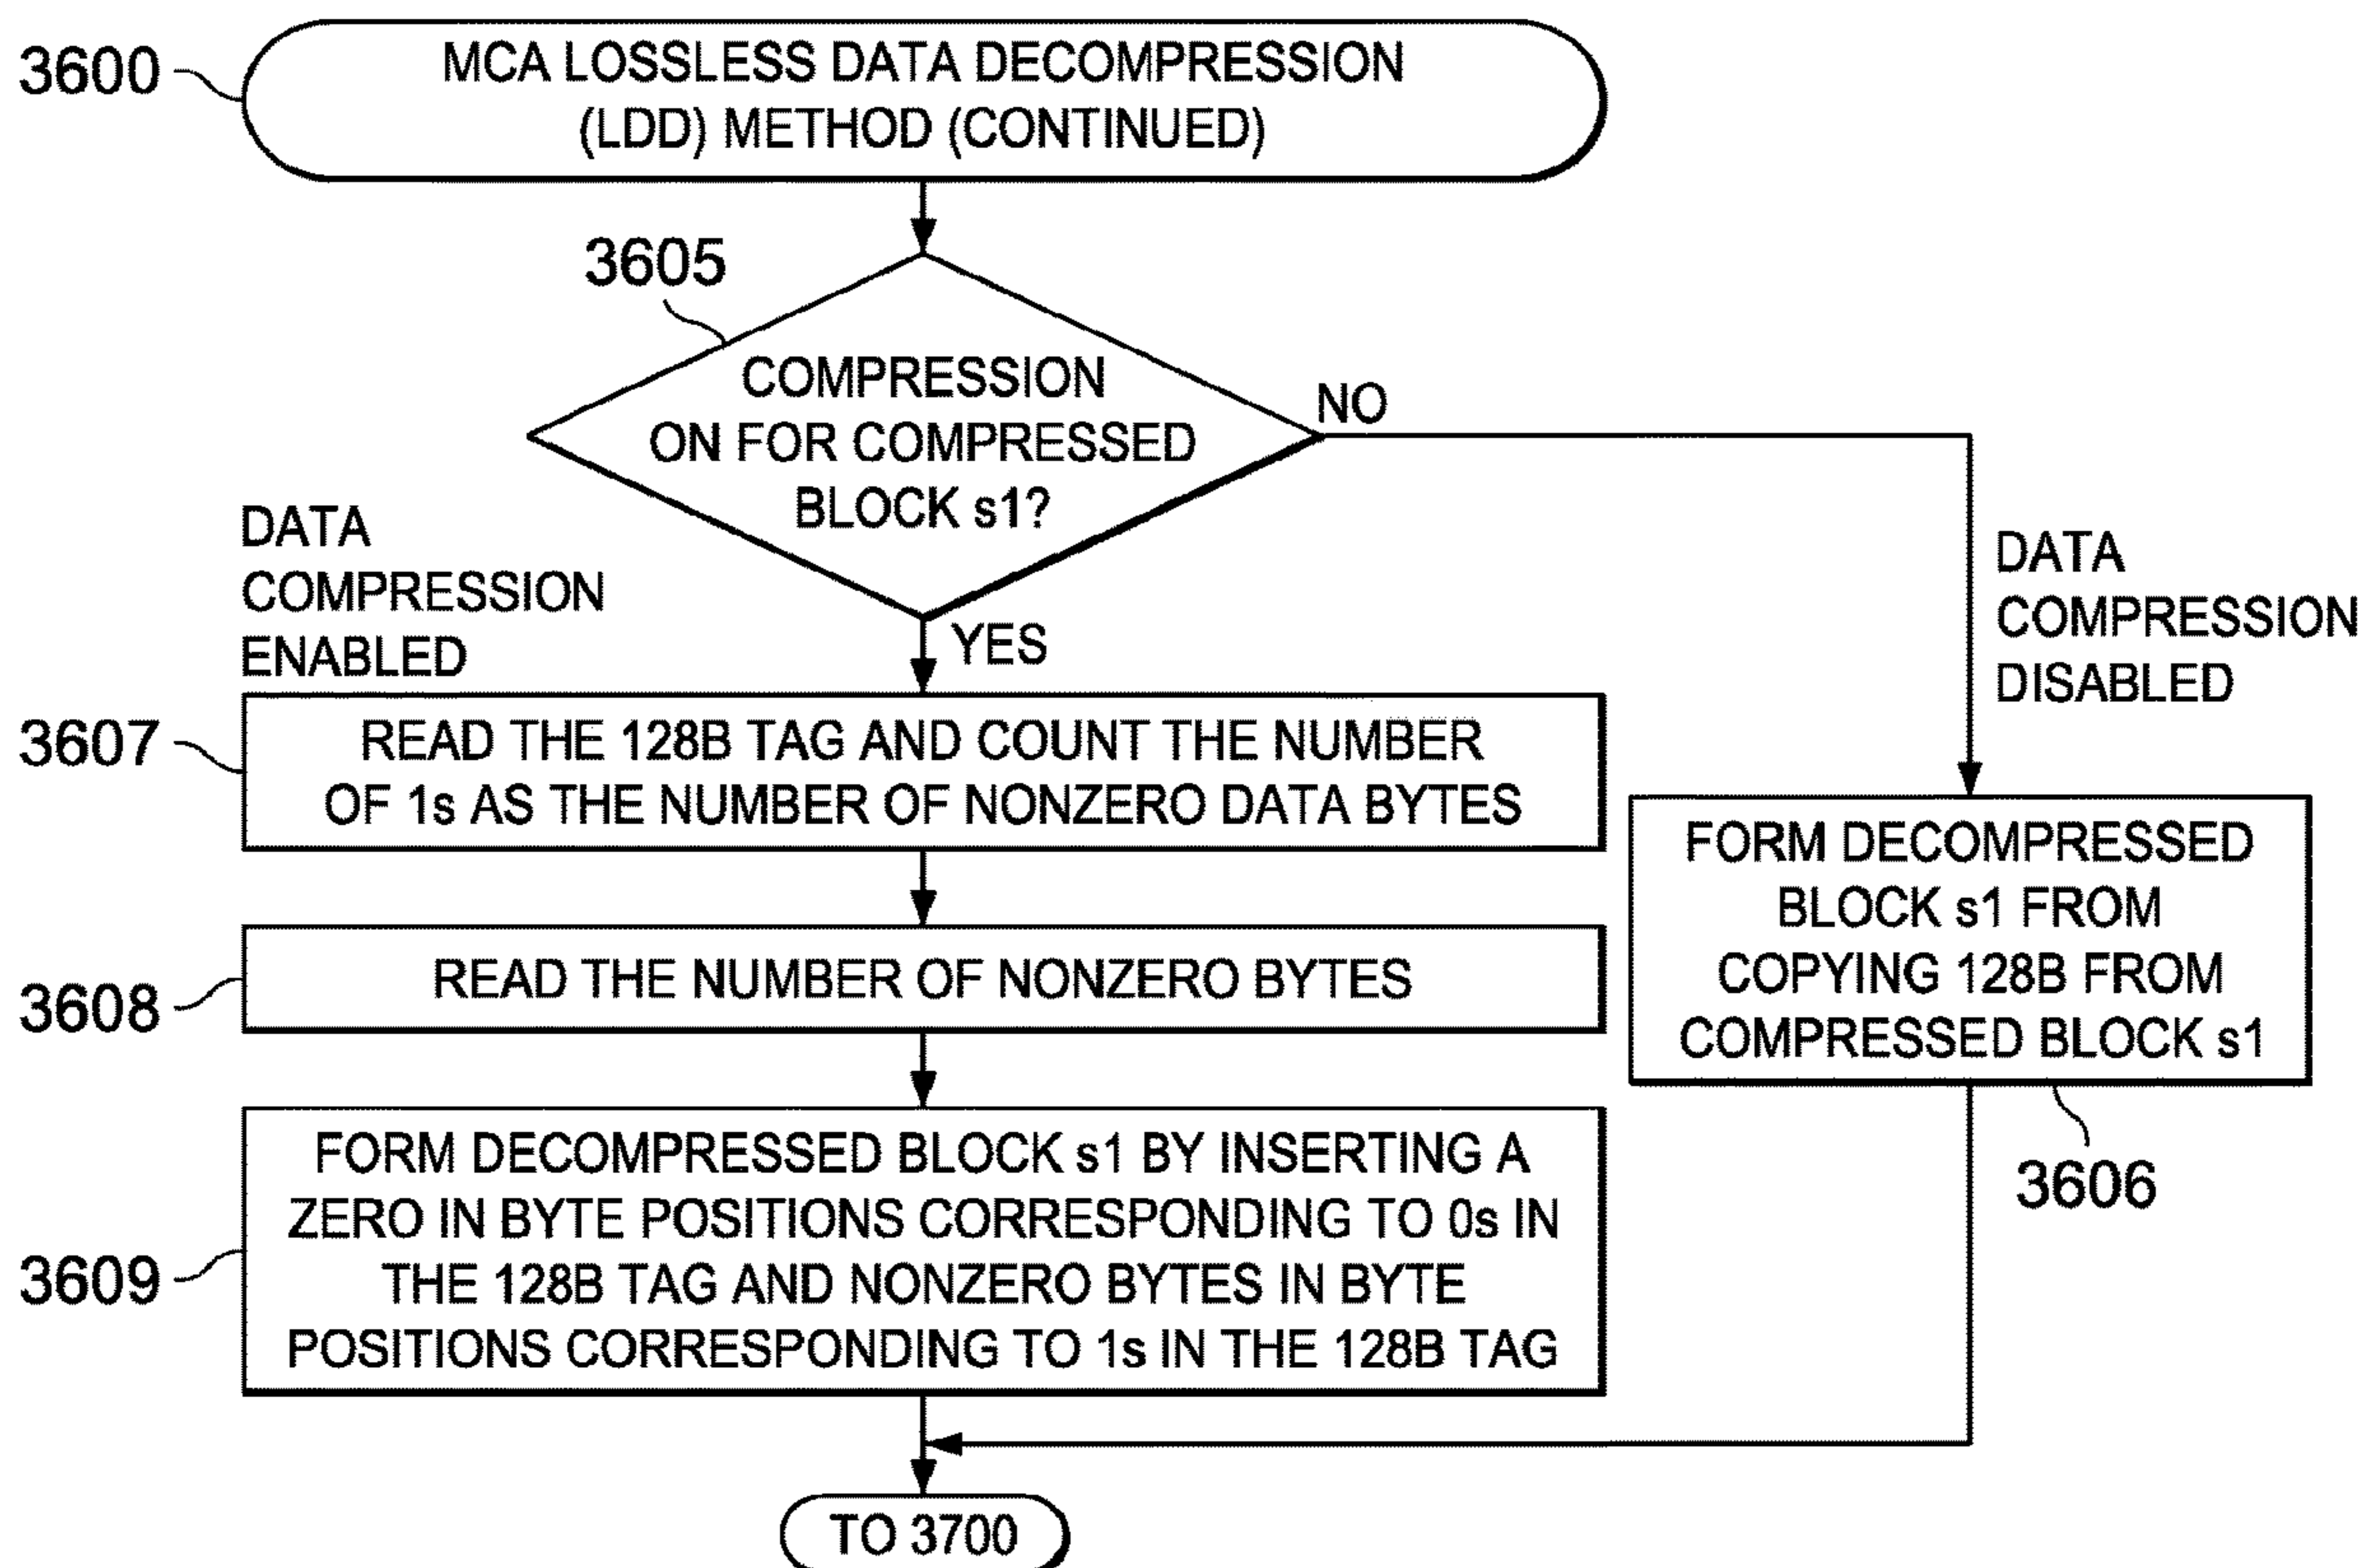 3600
MCA LOSSLESS DATA DECOMPRESSION
(LDD) METHOD (CONTINUED)
3605
COMPRESSION
ON FOR COMPRESSED
BLOCK s1?
NO
YES
DATA
COMPRESSION
ENABLED
DATA
COMPRESSION
DISABLED
3607
READ THE 128B TAG AND COUNT THE NUMBER
OF 1s AS THE NUMBER OF NONZERO DATA BYTES
3608
READ THE NUMBER OF NONZERO BYTES
FORM DECOMPRESSED
BLOCK s1 FROM
COPYING 128B FROM
COMPRESSED BLOCK s1
3606
3609
FORM DECOMPRESSED BLOCK s1 BY INSERTING A
ZERO IN BYTE POSITIONS CORRESPONDING TO 0s IN
THE 128B TAG AND NONZERO BYTES IN BYTE
POSITIONS CORRESPONDING TO 1s IN THE 128B TAG
TO 3700